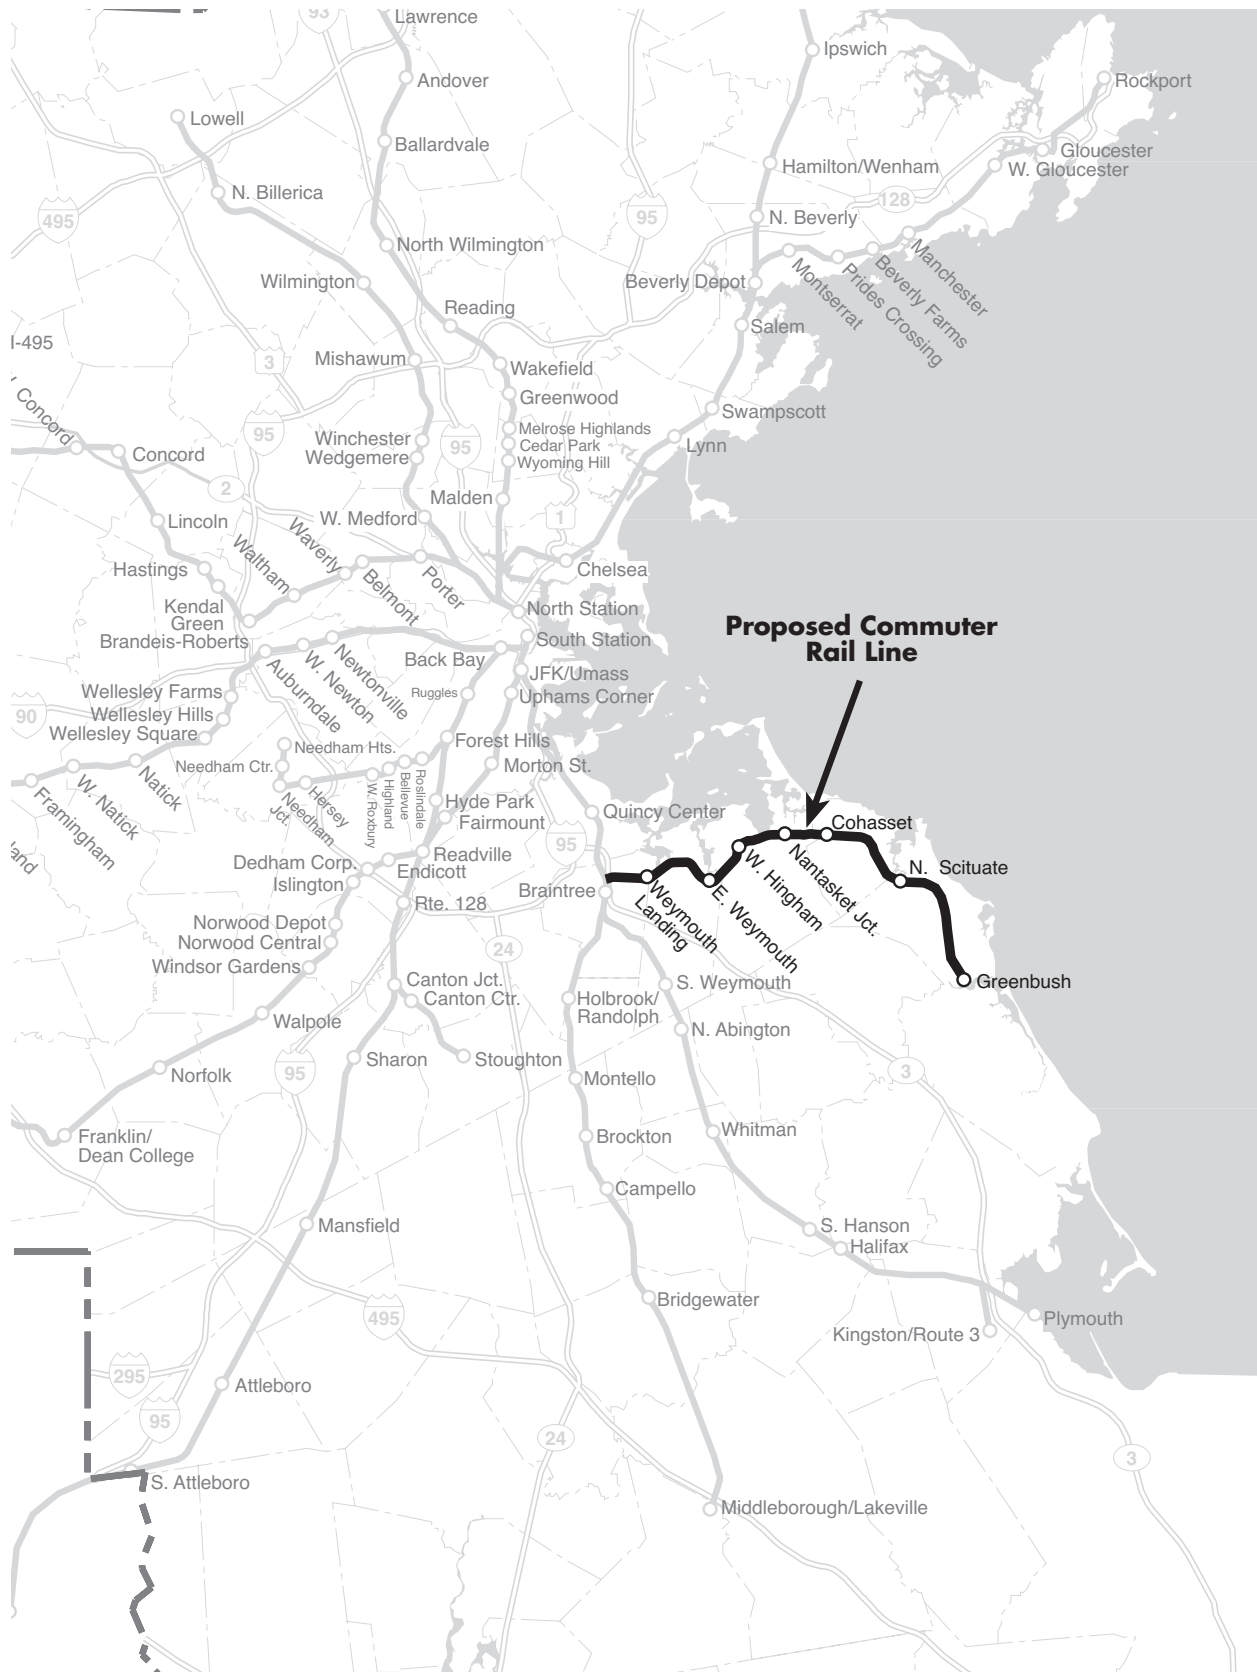 93
Lawrence
Ipswich
Andover
Rockport
Lowell
Ballardvale
Gloucester
Hamilton/Wenham
W. Gloucester
N. Billerica
128
495
95
N. Beverly
North Wilmington
Manchester
Wilmington
Beverly Depot
Beverly Farms
Prides Crossing
Montserrat
Reading
Salem
I-495
Mishawum
3
Wakefield
Greenwood
Concord
Swampscott
95
Winchester
95
Melrose Highlands
Cedar Park
Wedgemere
Wyoming Hill
Lynn
Concord
2
Malden
Lincoln
W. Medford
1
Waverly
Waltham
Hastings
Belmont
Porter
Chelsea
Kendal
Green
North Station
Brandeis-Roberts
South Station
Proposed Commuter
Rail Line
Back Bay
JFK/Umass
Newtonville
W. Newton
Auburndale
Wellesley Farms
Ruggles
Uphams Corner
90
Wellesley Hills
Wellesley Square
Needham Hts.
Forest Hills
Needham Ctr.
Morton St.
Natick
W. Natick
Framingham
Hersey
Needham
Jct.
W. Roxbury
Highland
Bellevue
Roslindale
Hyde Park
Fairmount
Quincy Center
Cohasset
95
Readville
Dedham Corp.
Endicott
Islington
Braintree
Nantasket Jct.
W. Hingham
N. Scituate
E. Weymouth
Weymouth
Landing
Rte. 128
Norwood Depot
Norwood Central
24
Windsor Gardens
Canton Jct.
Canton Ctr.
S. Weymouth
Greenbush
Holbrook/
Randolph
Walpole
N. Abington
Sharon
Stoughton
Norfolk
95
3
Montello
Franklin/
Dean College
Brockton
Whitman
Campello
Mansfield
S. Hanson
Halifax
Bridgewater
495
Plymouth
Kingston/Route 3
295
Attleboro
95
24
3
S. Attleboro
Middleborough/Lakeville